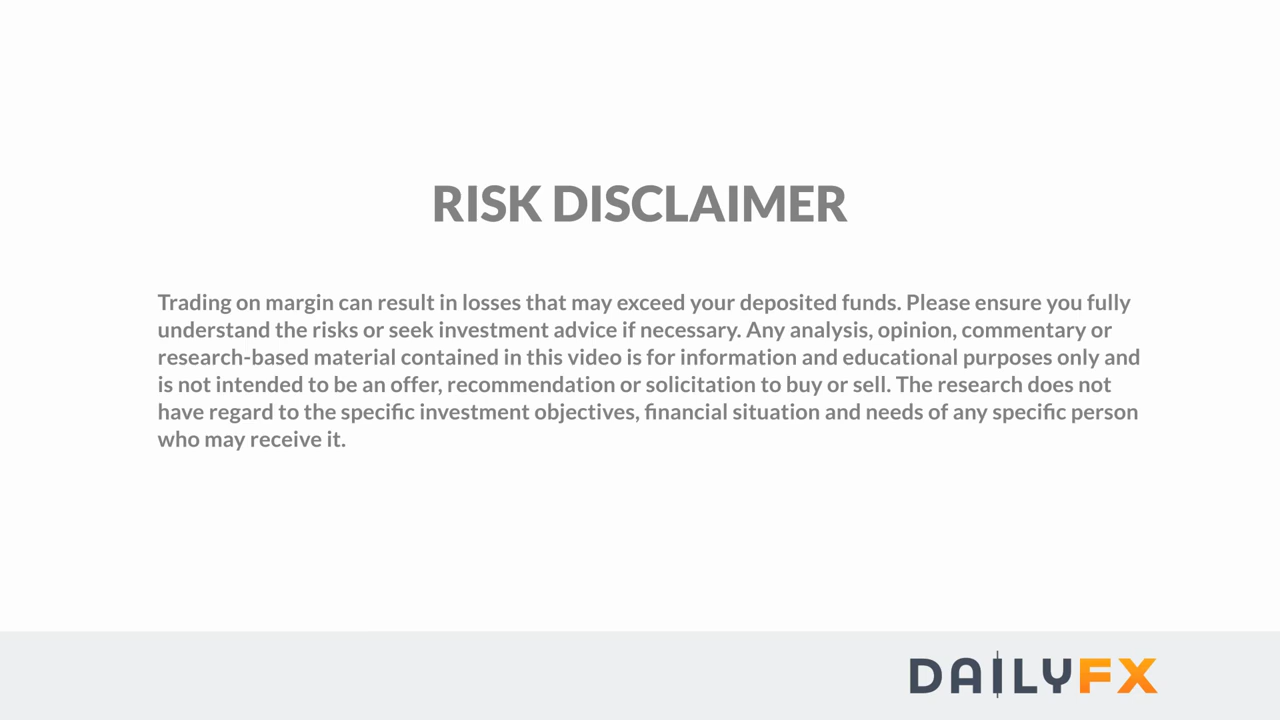 RISK DISCLAIMER
Trading on margin can result in losses that may exceed your deposited funds. Please ensure you fully
understand the risks or seek investment advice if necessary. Any analysis, opinion, commentary or
research-based material contained in this video is for information and educational purposes only and
is not intended to be an offer, recommendation or solicitation to buy or sell. The research does not
have regard to the specific investment objectives, financial situation and needs of any specific person
who may receive it.
DAILYFX